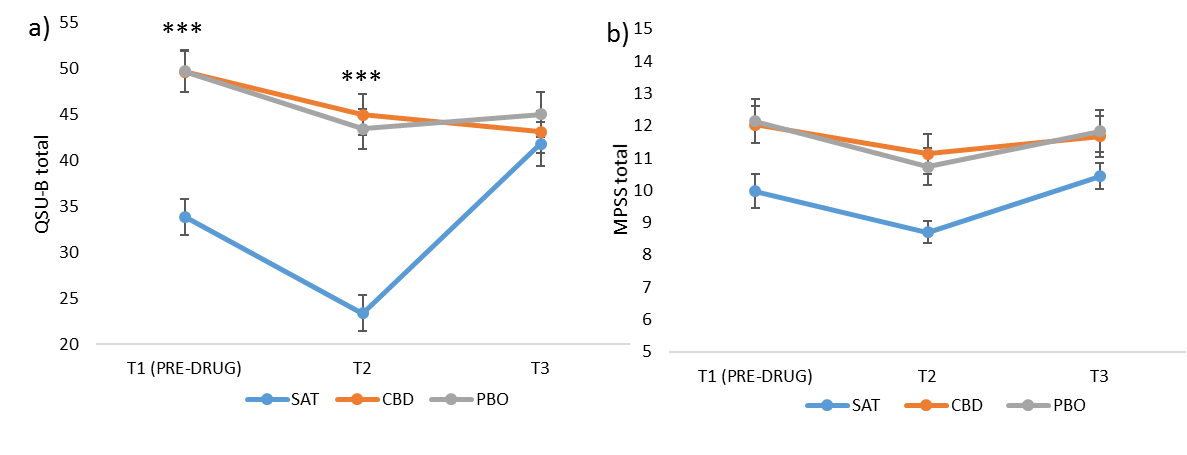 a)
***
***
55
50
45
40
35
30
25
20
QSU-B total
T1 (PRE-DRUG) T2 T3
SAT CBD PBO
b)
15
14
13
12
11
10
9
8
7
6
5
MPSS total
T1 (PRE-DRUG) T2 T3
SAT CBD PBO